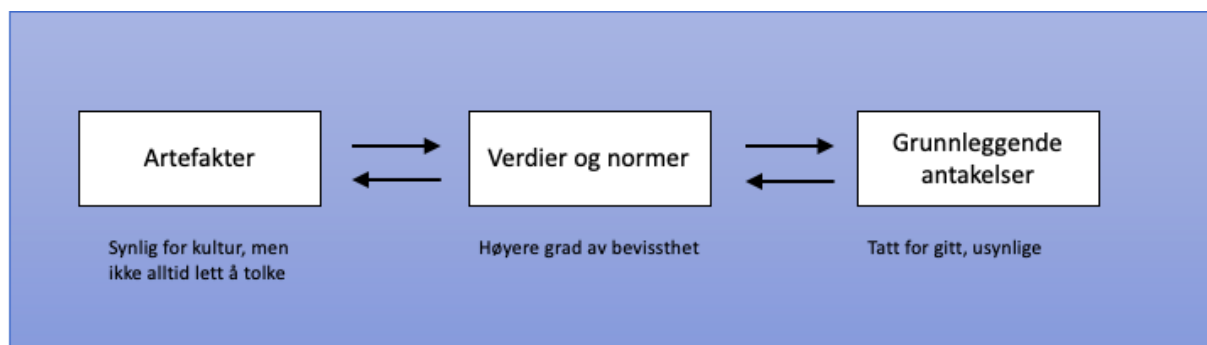 Artefakter
Verdier og normer
Grunnleggende
antakelser
Synlig for kultur, men
ikke alltid lett å tolke
Høyere grad av bevissthet
Tatt for gitt, usynlige